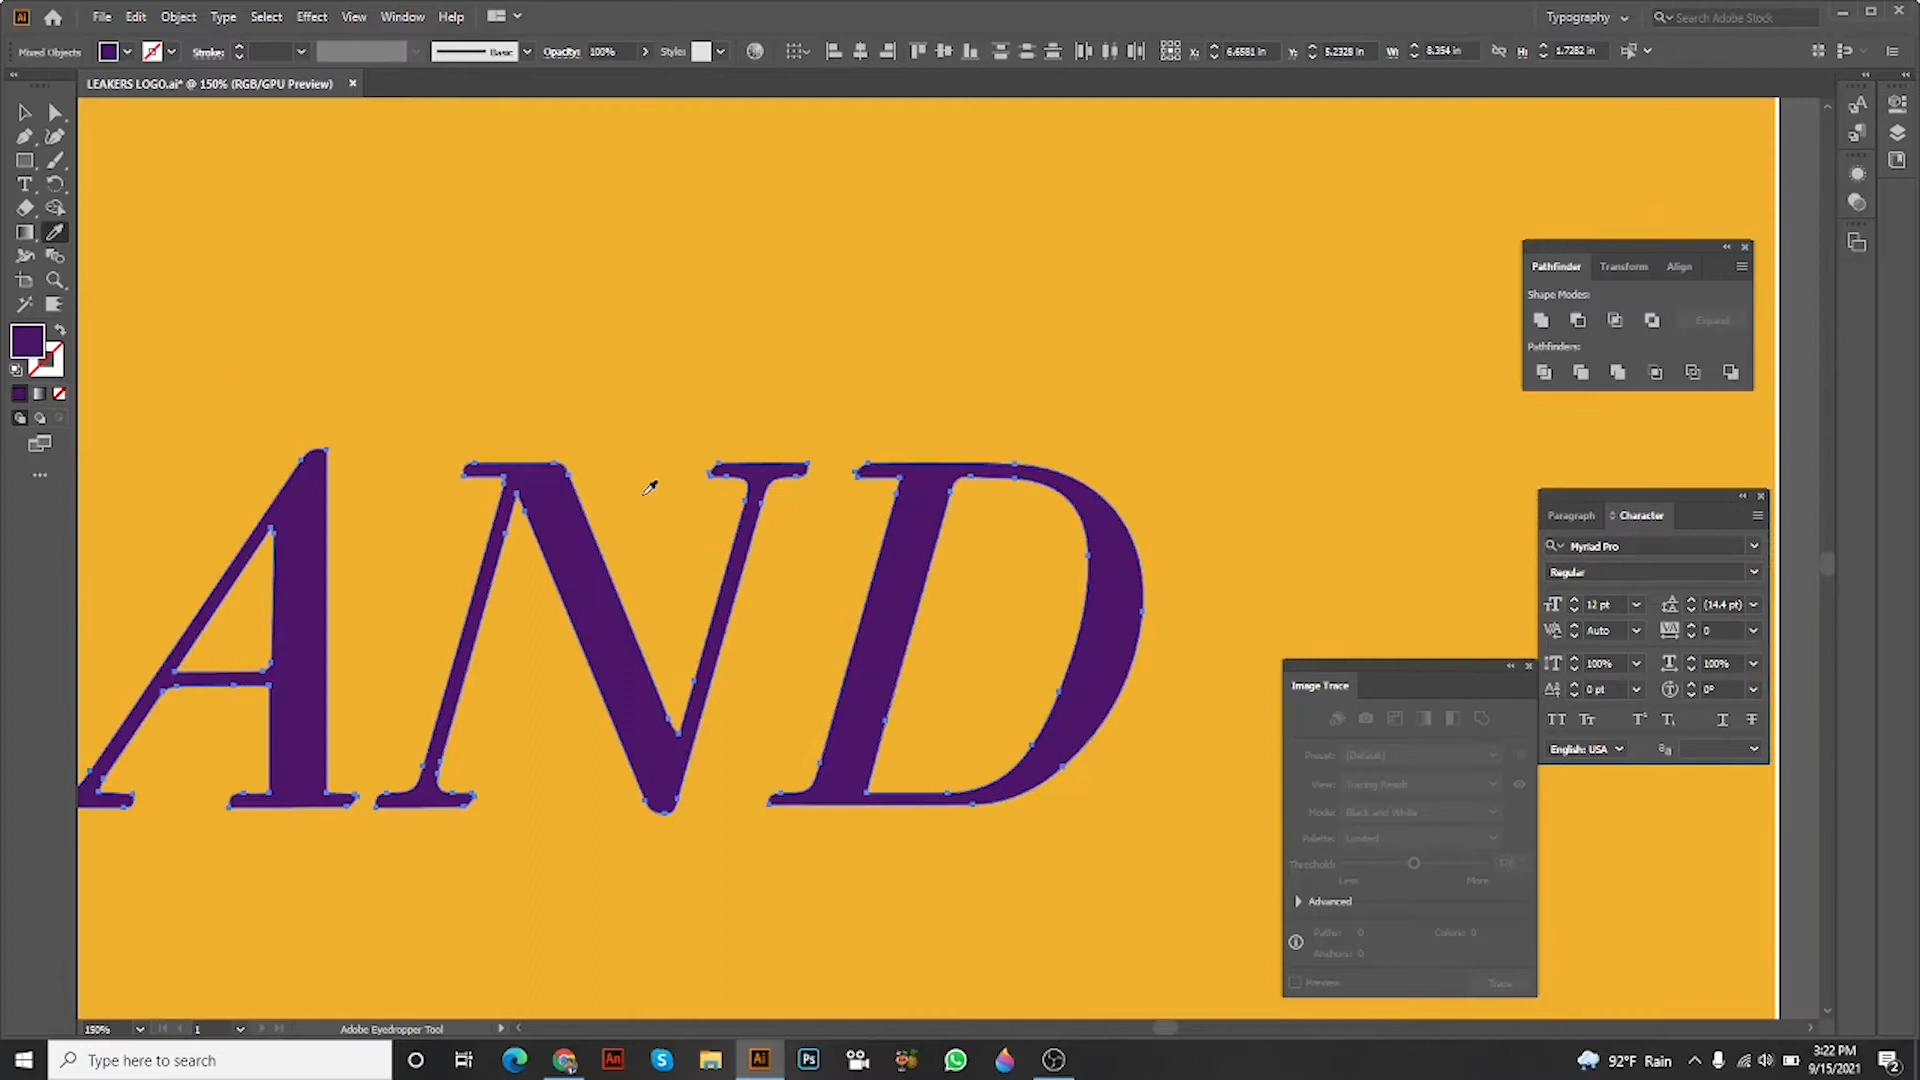 File Edit Object Type Select Effect View Window Help Typography Search Adobe Stock
Mixed Objects Stroke: Basic Opacity: 100% Style: X: 6.6581 in Y: 5.2328 in W: 8.354 in H: 1.7282 in
LEAKERS LOGO.ai* @ 150% (RGB/GPU Preview)
AND
Pathfinder Transform Align
Shape Modes:
Expand
Pathfinders:
Paragraph Character
Myriad Pro
Regular
12 pt (14.4 pt)
Auto 0
100% 100%
0 pt 0°
English: USA
Image Trace
Preset: [Default]
View: Tracing Result
Mode: Black and White
Palette: Limited
Threshold: 128
Less More
Advanced
Paths: 0 Colors: 0
Anchors: 0
Preview Trace
150% 1 Adobe Eyedropper Tool
Type here to search
92°F Rain
3:22 PM
9/15/2021
2